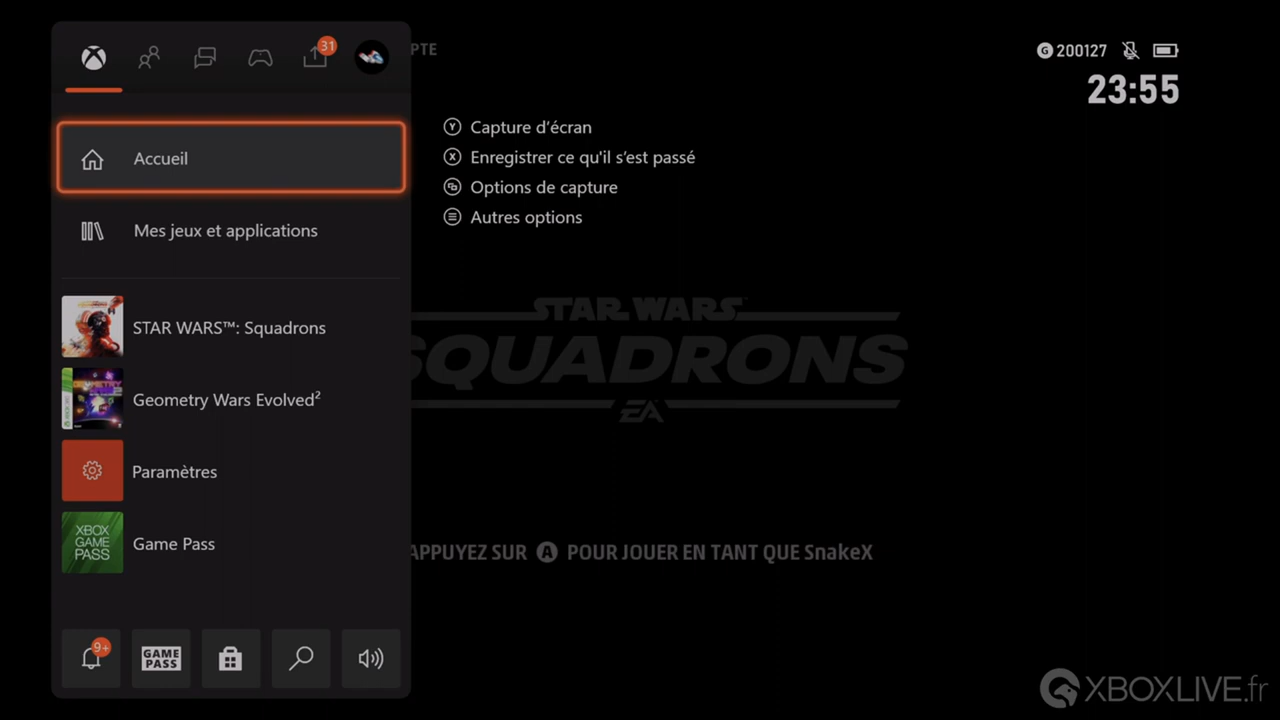 31
PTE
G 200127
23:55
Accueil
Mes jeux et applications
Y Capture d'écran
X Enregistrer ce qu'il s'est passé
Options de capture
Autres options
STAR WARS™: Squadrons
Geometry Wars Evolved²
Paramètres
XBOX
GAME
PASS
Game Pass
STAR WARS
SQUADRONS
EA
APPUYEZ SUR A POUR JOUER EN TANT QUE SnakeX
9+
GAME
PASS
XBOXLIVE.fr